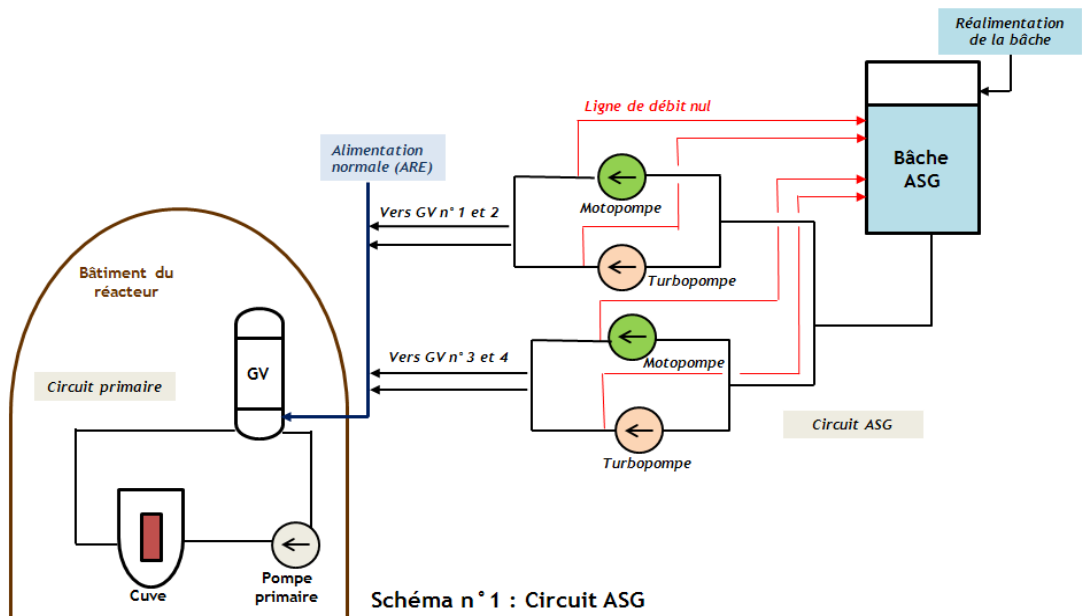 Réalimentation
de la bâche
Ligne de débit nul
Alimentation
normale (ARE)
Bâche
ASG
Motopompe
Vers GV n°1 et 2
Turbopompe
Bâtiment du
réacteur
GV
Vers GV n°3 et 4
Motopompe
Circuit primaire
Circuit ASG
Turbopompe
Pompe
primaire
Cuve
Schéma n°1 : Circuit ASG